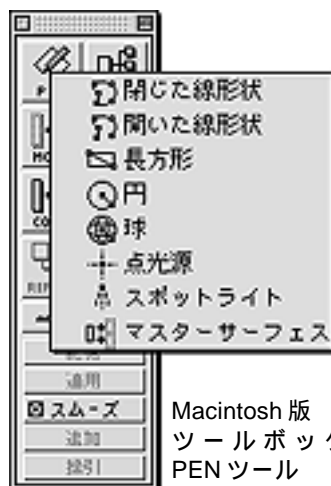 閉じた線形状
開いた線形状
長方形
円
球
点光源
スポットライト
マスターサーフェス
適用
スムーズ
追加
Macintosh 版
ツールボック
PEN ツール